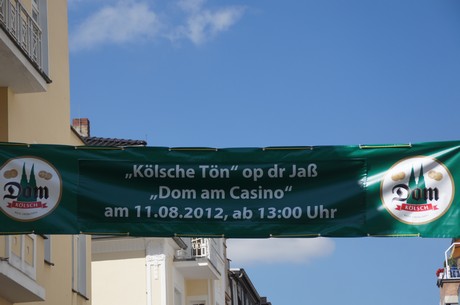 Dom
KÖLSCH
„Kölsche Tön“ op dr Jaß
„Dom am Casino“
am 11.08.2012, ab 13:00 Uhr
Dom
KÖLSCH